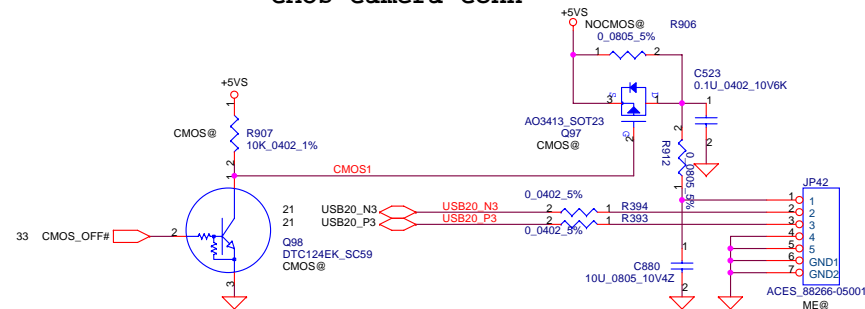 CMOS Camera Conn
+5VS
NOCMOS@ R906
0_0805_5%
1 2
C523
0.1U_0402_10V6K
1
2
S
D
G
3 1
2
AO3413_SOT23
Q97
CMOS@
+5VS
1
CMOS@ R907
10K_0402_1%
2
CMOS1
R912
0_0805_5%
2
1
JP42
1 1
2 2
3 3
4 4
5 5
6 GND1
7 GND2
ACES_88266-05001
ME@
0_0402_5%
21 USB20_N3 USB20_N3 2 1 R394
21 USB20_P3 USB20_P3 2 1 R393
0_0402_5%
33 CMOS_OFF# 2
1
3
Q98
DTC124EK_SC59
CMOS@
C880
10U_0805_10V4Z
1
2